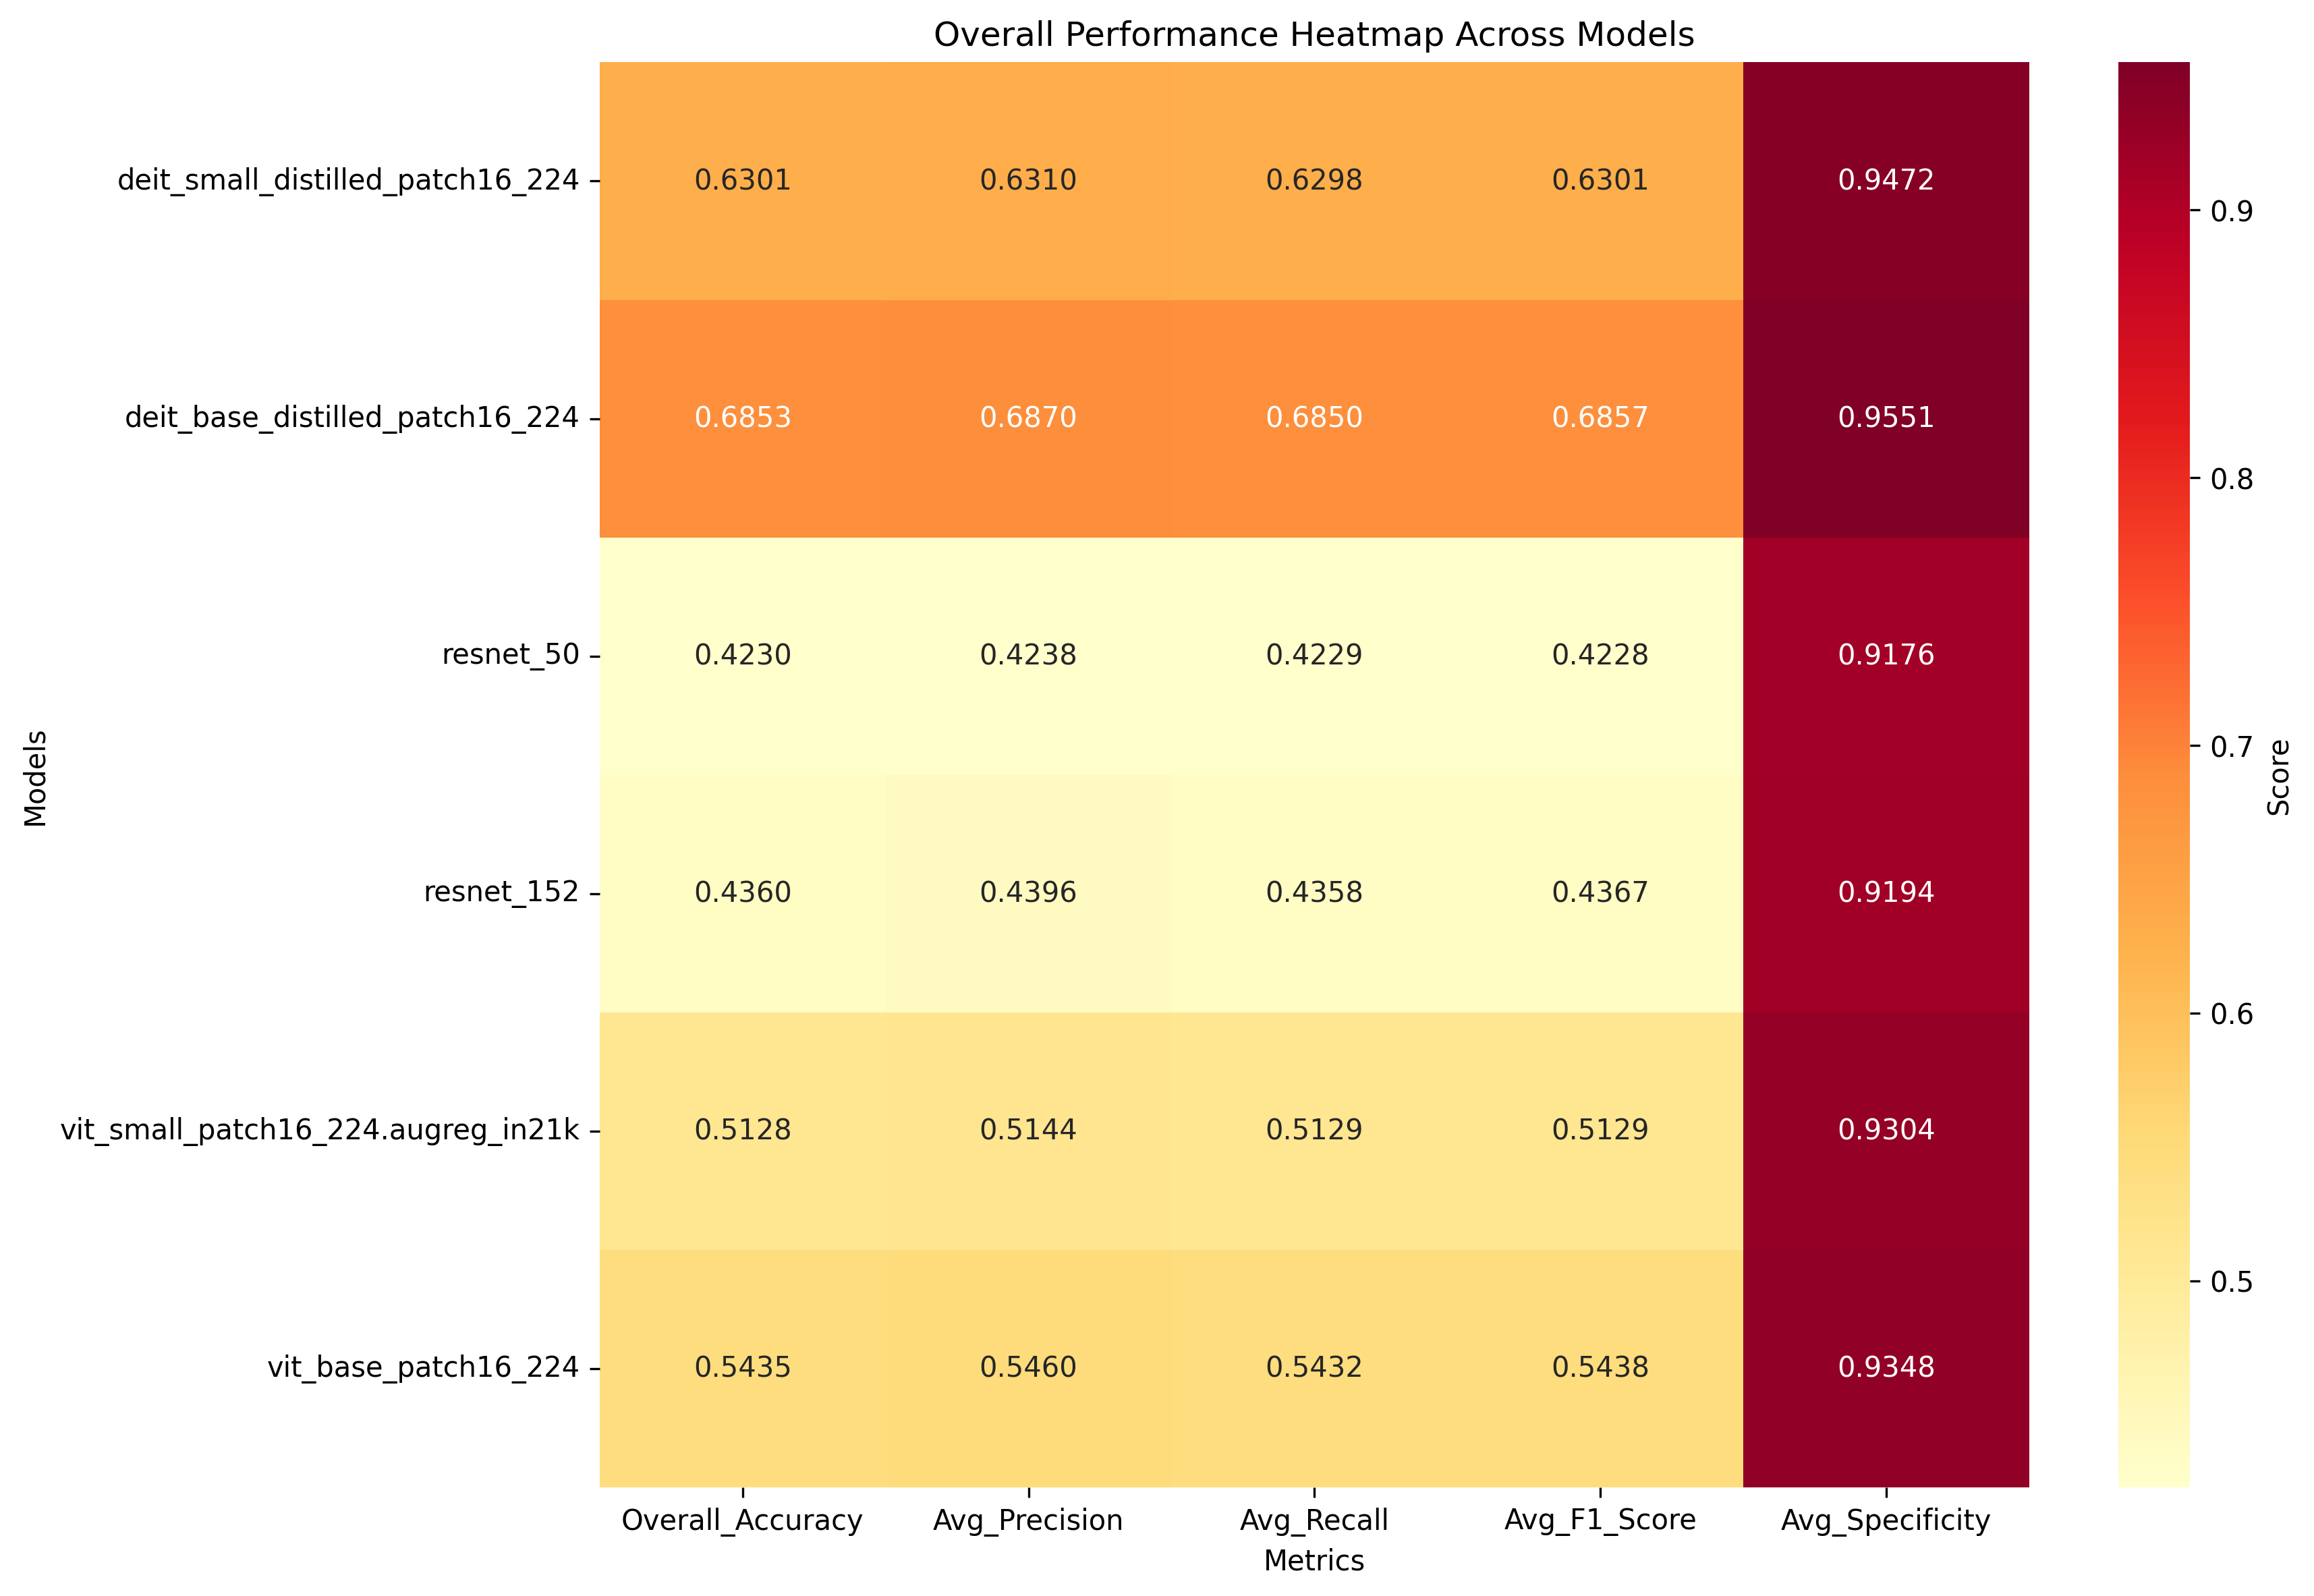 Overall Performance Heatmap Across Models
deit_small_distilled_patch16_224 0.6301 0.6310 0.6298 0.6301 0.9472
deit_base_distilled_patch16_224 0.6853 0.6870 0.6850 0.6857 0.9551
resnet_50 0.4230 0.4238 0.4229 0.4228 0.9176
resnet_152 0.4360 0.4396 0.4358 0.4367 0.9194
vit_small_patch16_224.augreg_in21k 0.5128 0.5144 0.5129 0.5129 0.9304
vit_base_patch16_224 0.5435 0.5460 0.5432 0.5438 0.9348
Overall_Accuracy Avg_Precision Avg_Recall Avg_F1_Score Avg_Specificity
Metrics
Models
0.9
0.8
0.7
0.6
0.5
Score